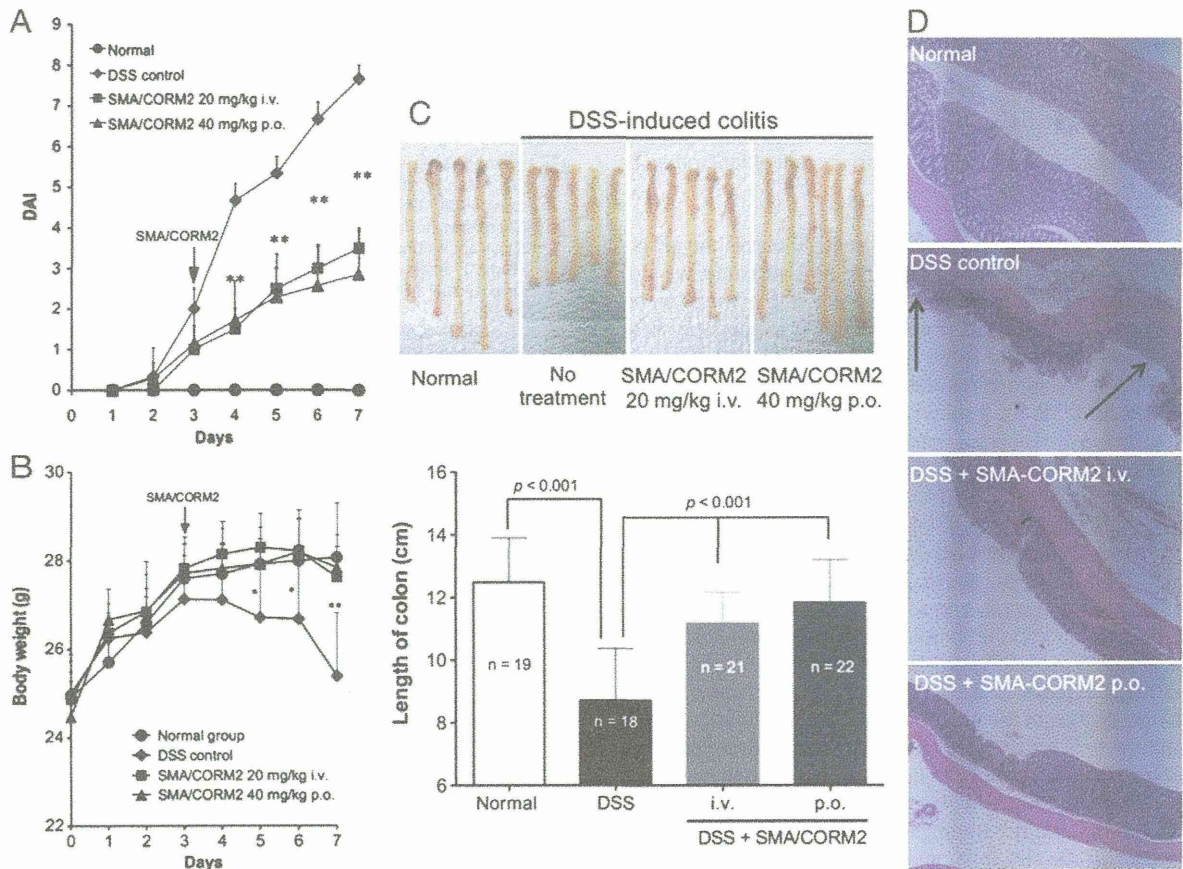 A
9
8
7
6
5
4
3
2
1
0
DAI
Normal
DSS control
SMA/CORM2 20 mg/kg i.v.
SMA/CORM2 40 mg/kg p.o.
SMA/CORM2
**
**
**
**
0 1 2 3 4 5 6 7
Days
B
30
28
26
24
22
Body weight (g)
SMA/CORM2
*
*
**
Normal group
DSS control
SMA/CORM2 20 mg/kg i.v.
SMA/CORM2 40 mg/kg p.o.
0 1 2 3 4 5 6 7
Days
C
DSS-induced colitis
Normal
No
treatment
SMA/CORM2
20 mg/kg i.v.
SMA/CORM2
40 mg/kg p.o.
16
14
12
10
8
6
Length of colon (cm)
p < 0.001
p < 0.001
n = 19
n = 18
n = 21
n = 22
Normal
DSS
i.v.
p.o.
DSS + SMA/CORM2
D
Normal
DSS control
DSS + SMA-CORM2 i.v.
DSS + SMA-CORM2 p.o.